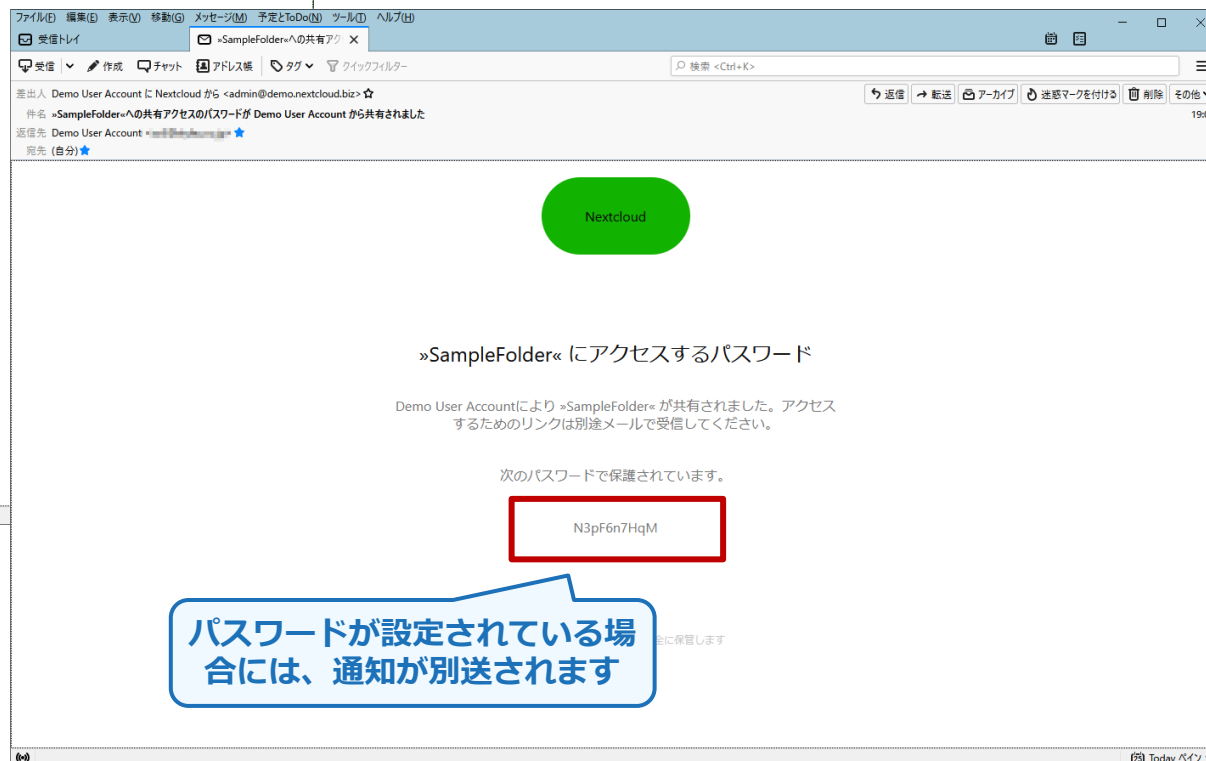 ファイル(F) 編集(E) 表示(V) 移動(G) メッセージ(M) 予定とToDo(N) ツール(T) ヘルプ(H)
受信トレイ »SampleFolder«への共有アク
受信 作成 チャット アドレス帳 タグ クイックフィルター 検索 <Ctrl+K>
差出人 Demo User Account に Nextcloud から <admin@demo.nextcloud.biz> 返信 転送 アーカイブ 迷惑マークを付ける 削除 その他
件名 »SampleFolder«への共有アクセスのパスワードが Demo User Account から共有されました
返信先 Demo User Account
宛先 (自分)
Nextcloud
»SampleFolder« にアクセスするパスワード
Demo User Accountにより »SampleFolder« が共有されました。アクセス
するためのリンクは別途メールで受信してください。
次のパスワードで保護されています。
N3pF6n7HqM
パスワードが設定されている場
合には、通知が別送されます
全に保管します
Today ペイン